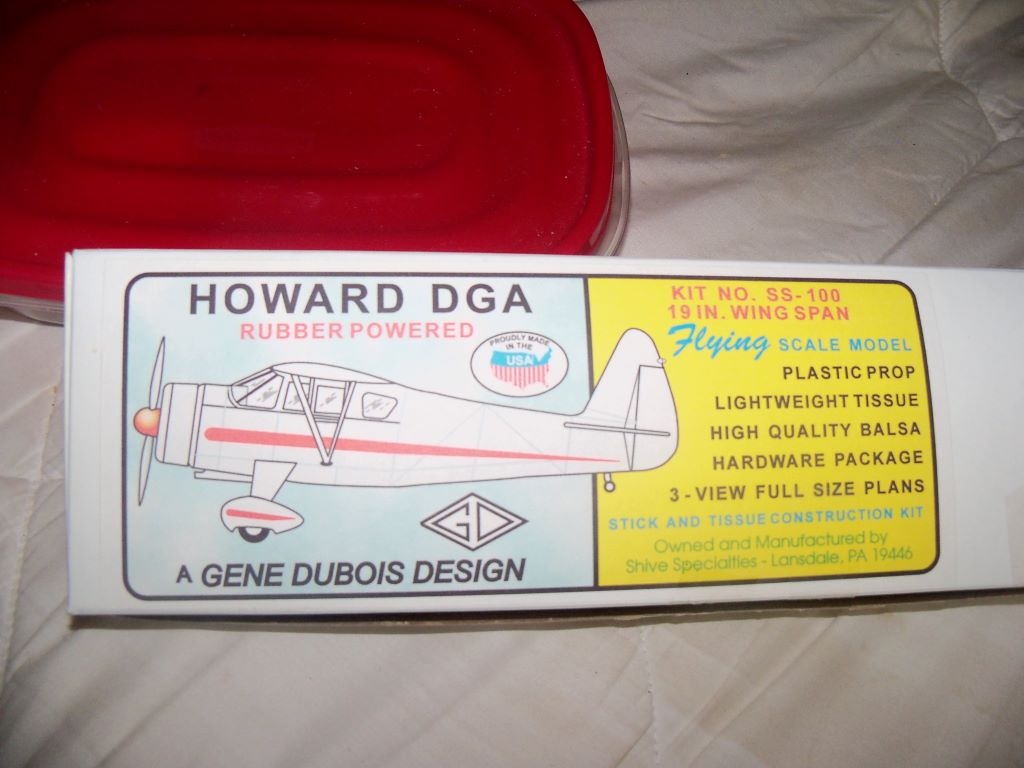 HOWARD DGA
RUBBER POWERED
PROUDLY MADE
IN THE
USA
GD
A GENE DUBOIS DESIGN
KIT NO. SS-100
19 IN. WING SPAN
Flying SCALE MODEL
PLASTIC PROP
LIGHTWEIGHT TISSUE
HIGH QUALITY BALSA
HARDWARE PACKAGE
3-VIEW FULL SIZE PLANS
STICK AND TISSUE CONSTRUCTION KIT
Owned and Manufactured by
Shive Specialties - Lansdale, PA 19446